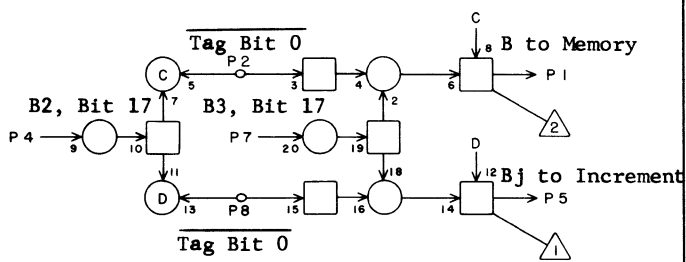 Tag Bit 0
C
P2
8 B to Memory
C
5
3
4
6
P1
7
2
B2, Bit 17
B3, Bit 17
2
P4
9
10
P7
20
19
D
11
18
12 Bj to Increment
D
13
P8
15
16
14
P5
Tag Bit 0
1